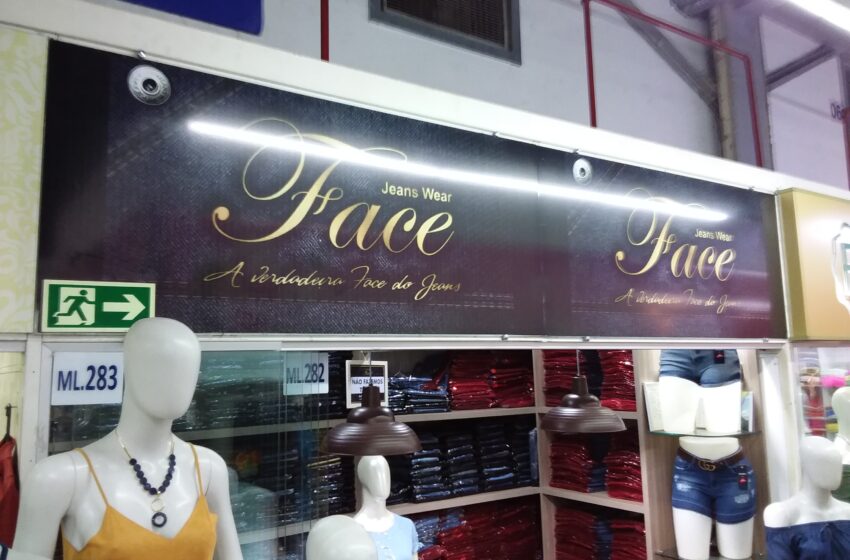 Jeans Wear
Face
A Verdadeira Face do Jeans
Jeans Wear
Face
A Verdadeira Face do Jeans
ML.283
ML.282